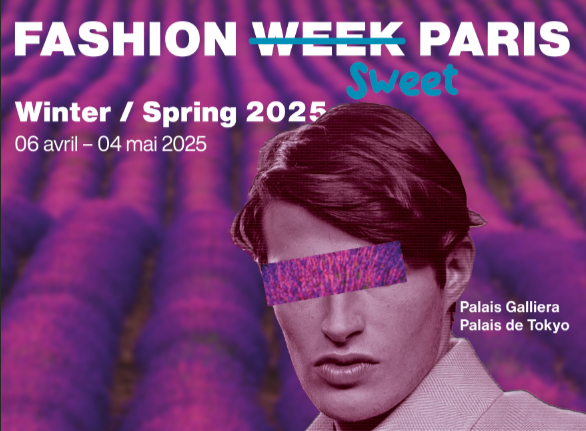 FASHION WEEK PARIS
Sweet
Winter / Spring 2025
06 avril – 04 mai 2025
Palais Galliera
Palais de Tokyo